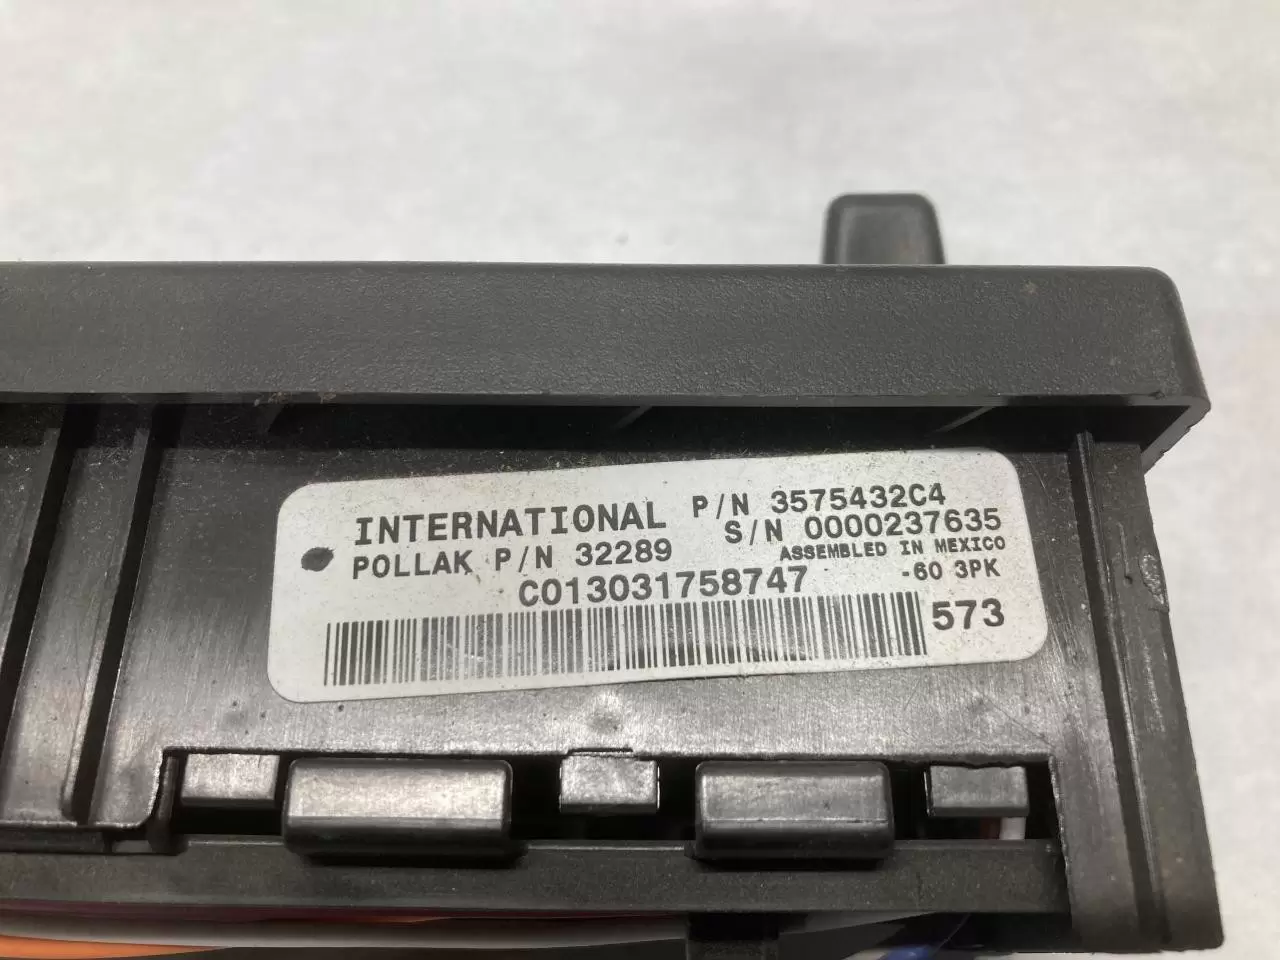 INTERNATIONAL P/N 3575432C4
S/N 0000237635
POLLAK P/N 32289 ASSEMBLED IN MEXICO
C013031758747 -60 3PK
573